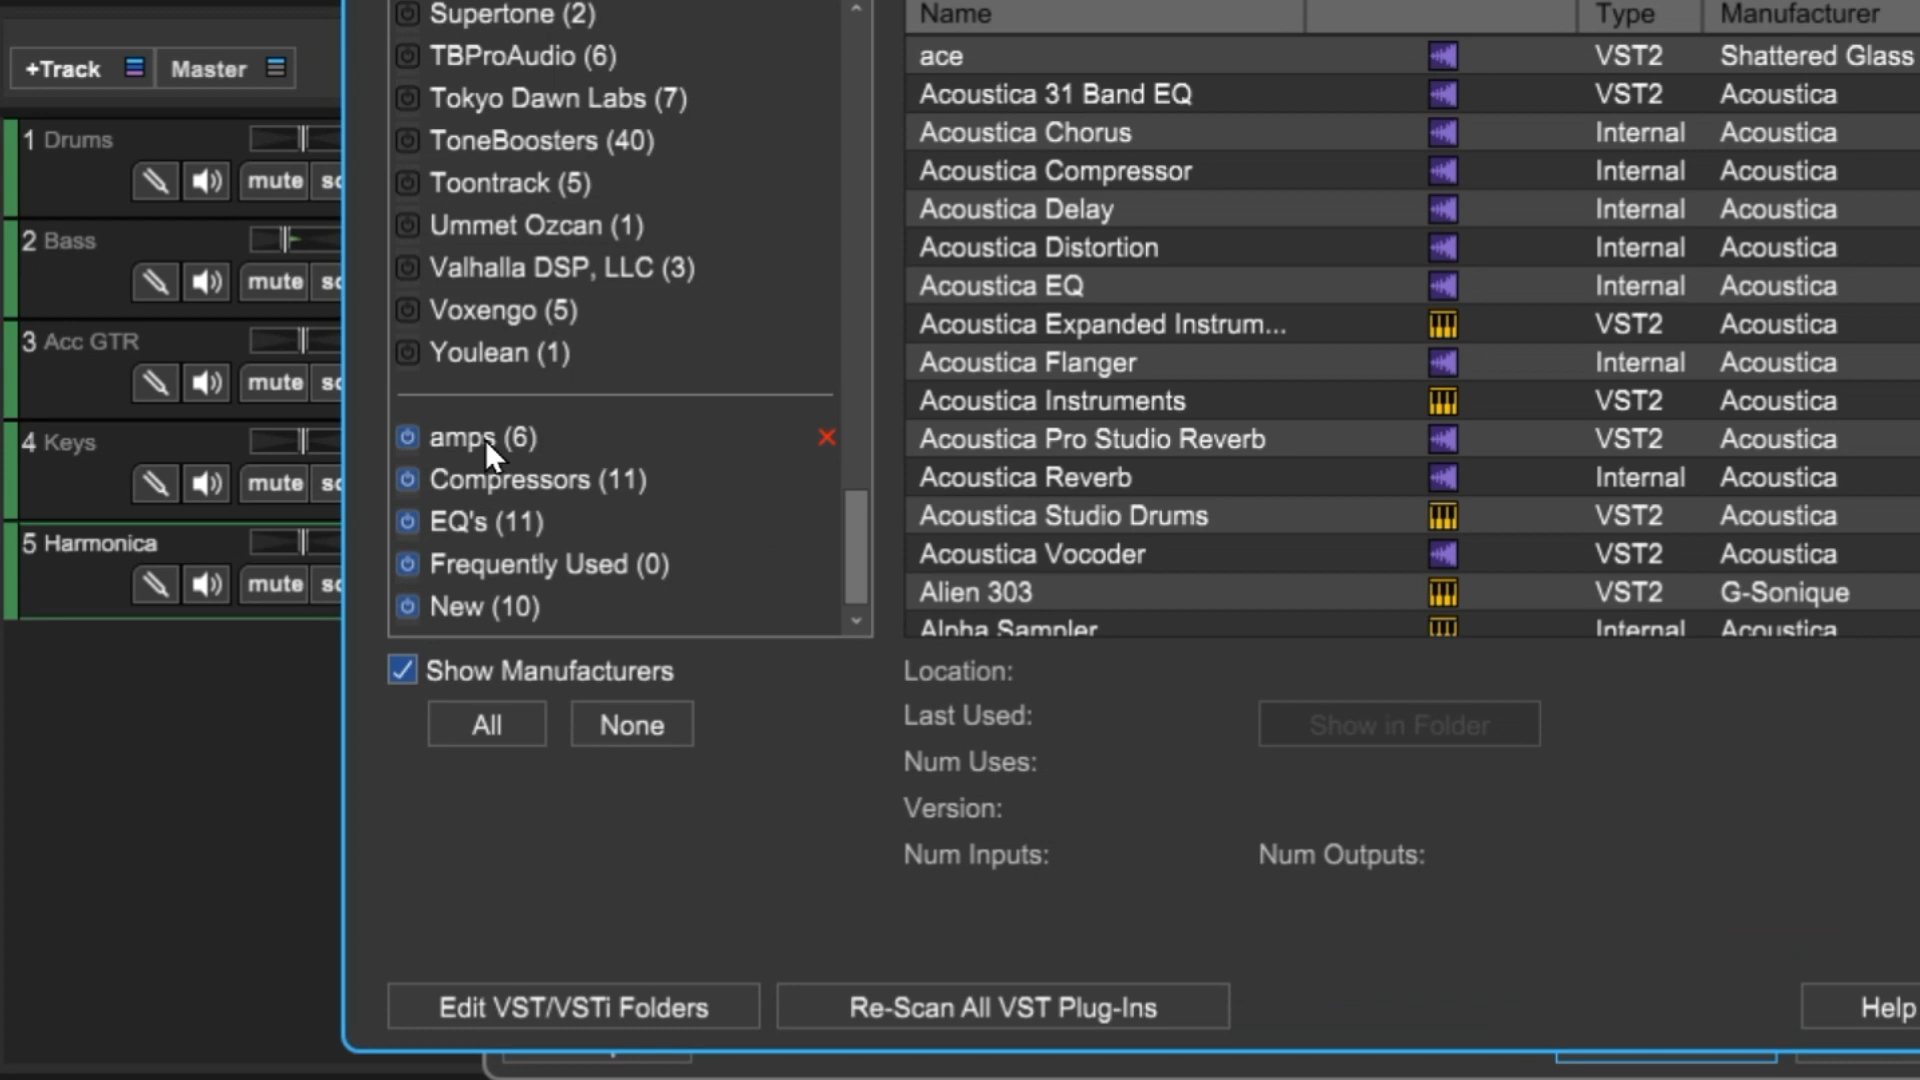 +Track
Master
1 Drums
mute
2 Bass
mute
3 Acc GTR
mute
4 Keys
mute
5 Harmonica
mute
Supertone (2)
TBProAudio (6)
Tokyo Dawn Labs (7)
ToneBoosters (40)
Toontrack (5)
Ummet Ozcan (1)
Valhalla DSP, LLC (3)
Voxengo (5)
Youlean (1)
amps (6)
Compressors (11)
EQ's (11)
Frequently Used (0)
New (10)
Show Manufacturers
All
None
Name Type Manufacturer
ace VST2 Shattered Glass
Acoustica 31 Band EQ VST2 Acoustica
Acoustica Chorus Internal Acoustica
Acoustica Compressor Internal Acoustica
Acoustica Delay Internal Acoustica
Acoustica Distortion Internal Acoustica
Acoustica EQ Internal Acoustica
Acoustica Expanded Instrum... VST2 Acoustica
Acoustica Flanger Internal Acoustica
Acoustica Instruments VST2 Acoustica
Acoustica Pro Studio Reverb VST2 Acoustica
Acoustica Reverb Internal Acoustica
Acoustica Studio Drums VST2 Acoustica
Acoustica Vocoder VST2 Acoustica
Alien 303 VST2 G-Sonique
Alpha Sampler Internal Acoustica
Location:
Last Used:
Show in Folder
Num Uses:
Version:
Num Inputs:
Num Outputs:
Edit VST/VSTi Folders
Re-Scan All VST Plug-Ins
Help